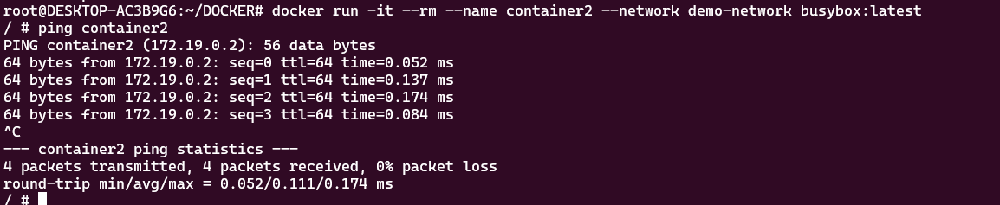 root@DESKTOP-AC3B9G6:~/DOCKER# docker run -it --rm --name container2 --network demo-network busybox:latest
/ # ping container2
PING container2 (172.19.0.2): 56 data bytes
64 bytes from 172.19.0.2: seq=0 ttl=64 time=0.052 ms
64 bytes from 172.19.0.2: seq=1 ttl=64 time=0.137 ms
64 bytes from 172.19.0.2: seq=2 ttl=64 time=0.174 ms
64 bytes from 172.19.0.2: seq=3 ttl=64 time=0.084 ms
^C
--- container2 ping statistics ---
4 packets transmitted, 4 packets received, 0% packet loss
round-trip min/avg/max = 0.052/0.111/0.174 ms
/ #